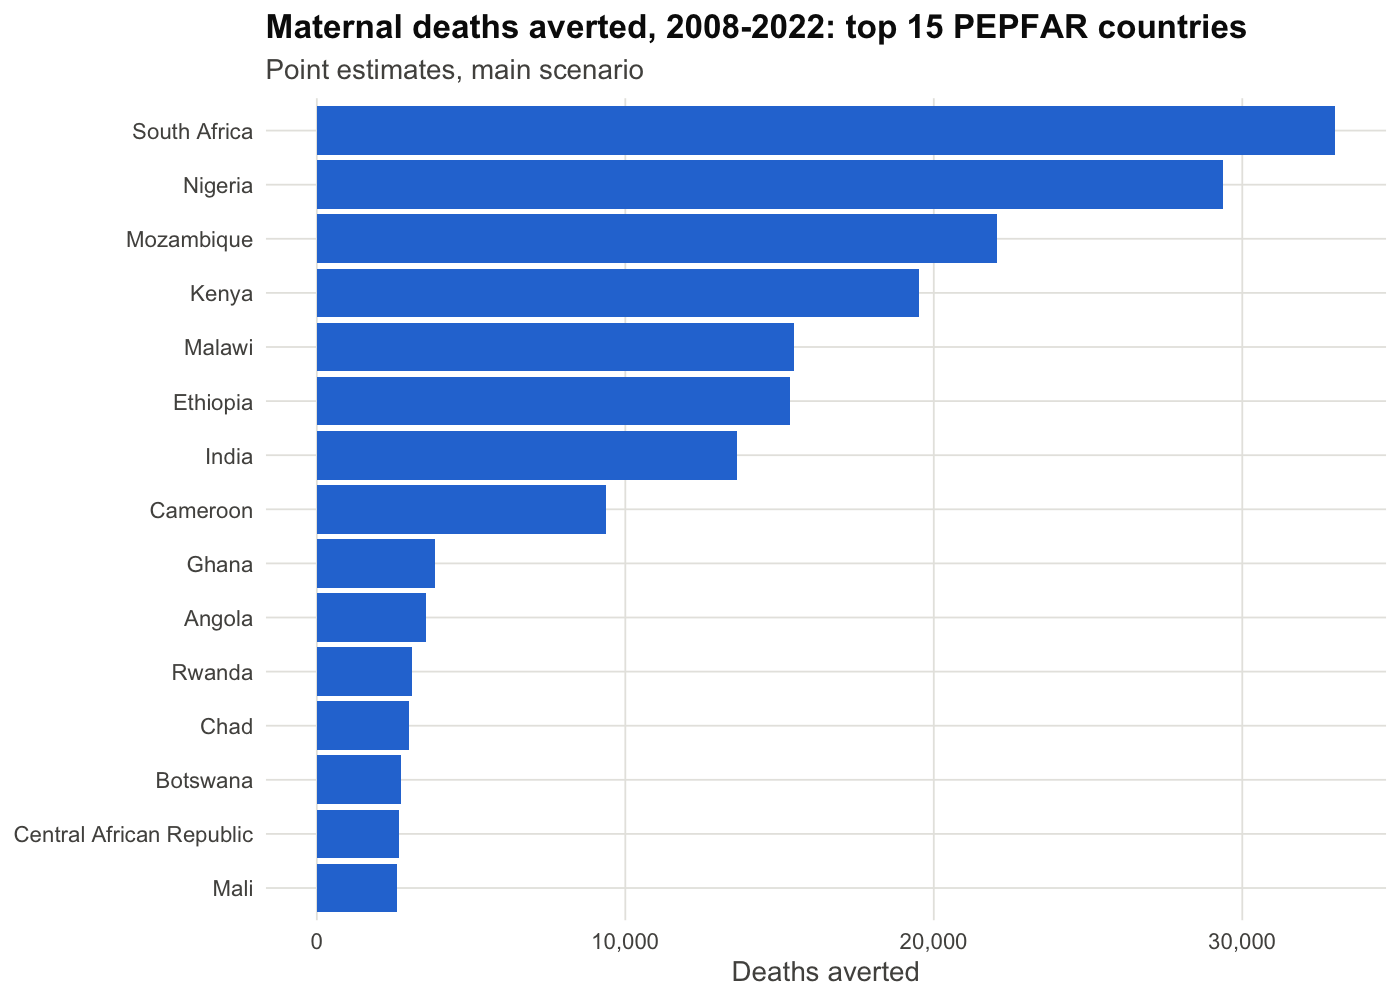 Maternal deaths averted, 2008-2022: top 15 PEPFAR countries
Point estimates, main scenario
South Africa
Nigeria
Mozambique
Kenya
Malawi
Ethiopia
India
Cameroon
Ghana
Angola
Rwanda
Chad
Botswana
Central African Republic
Mali
0 10,000 20,000 30,000
Deaths averted